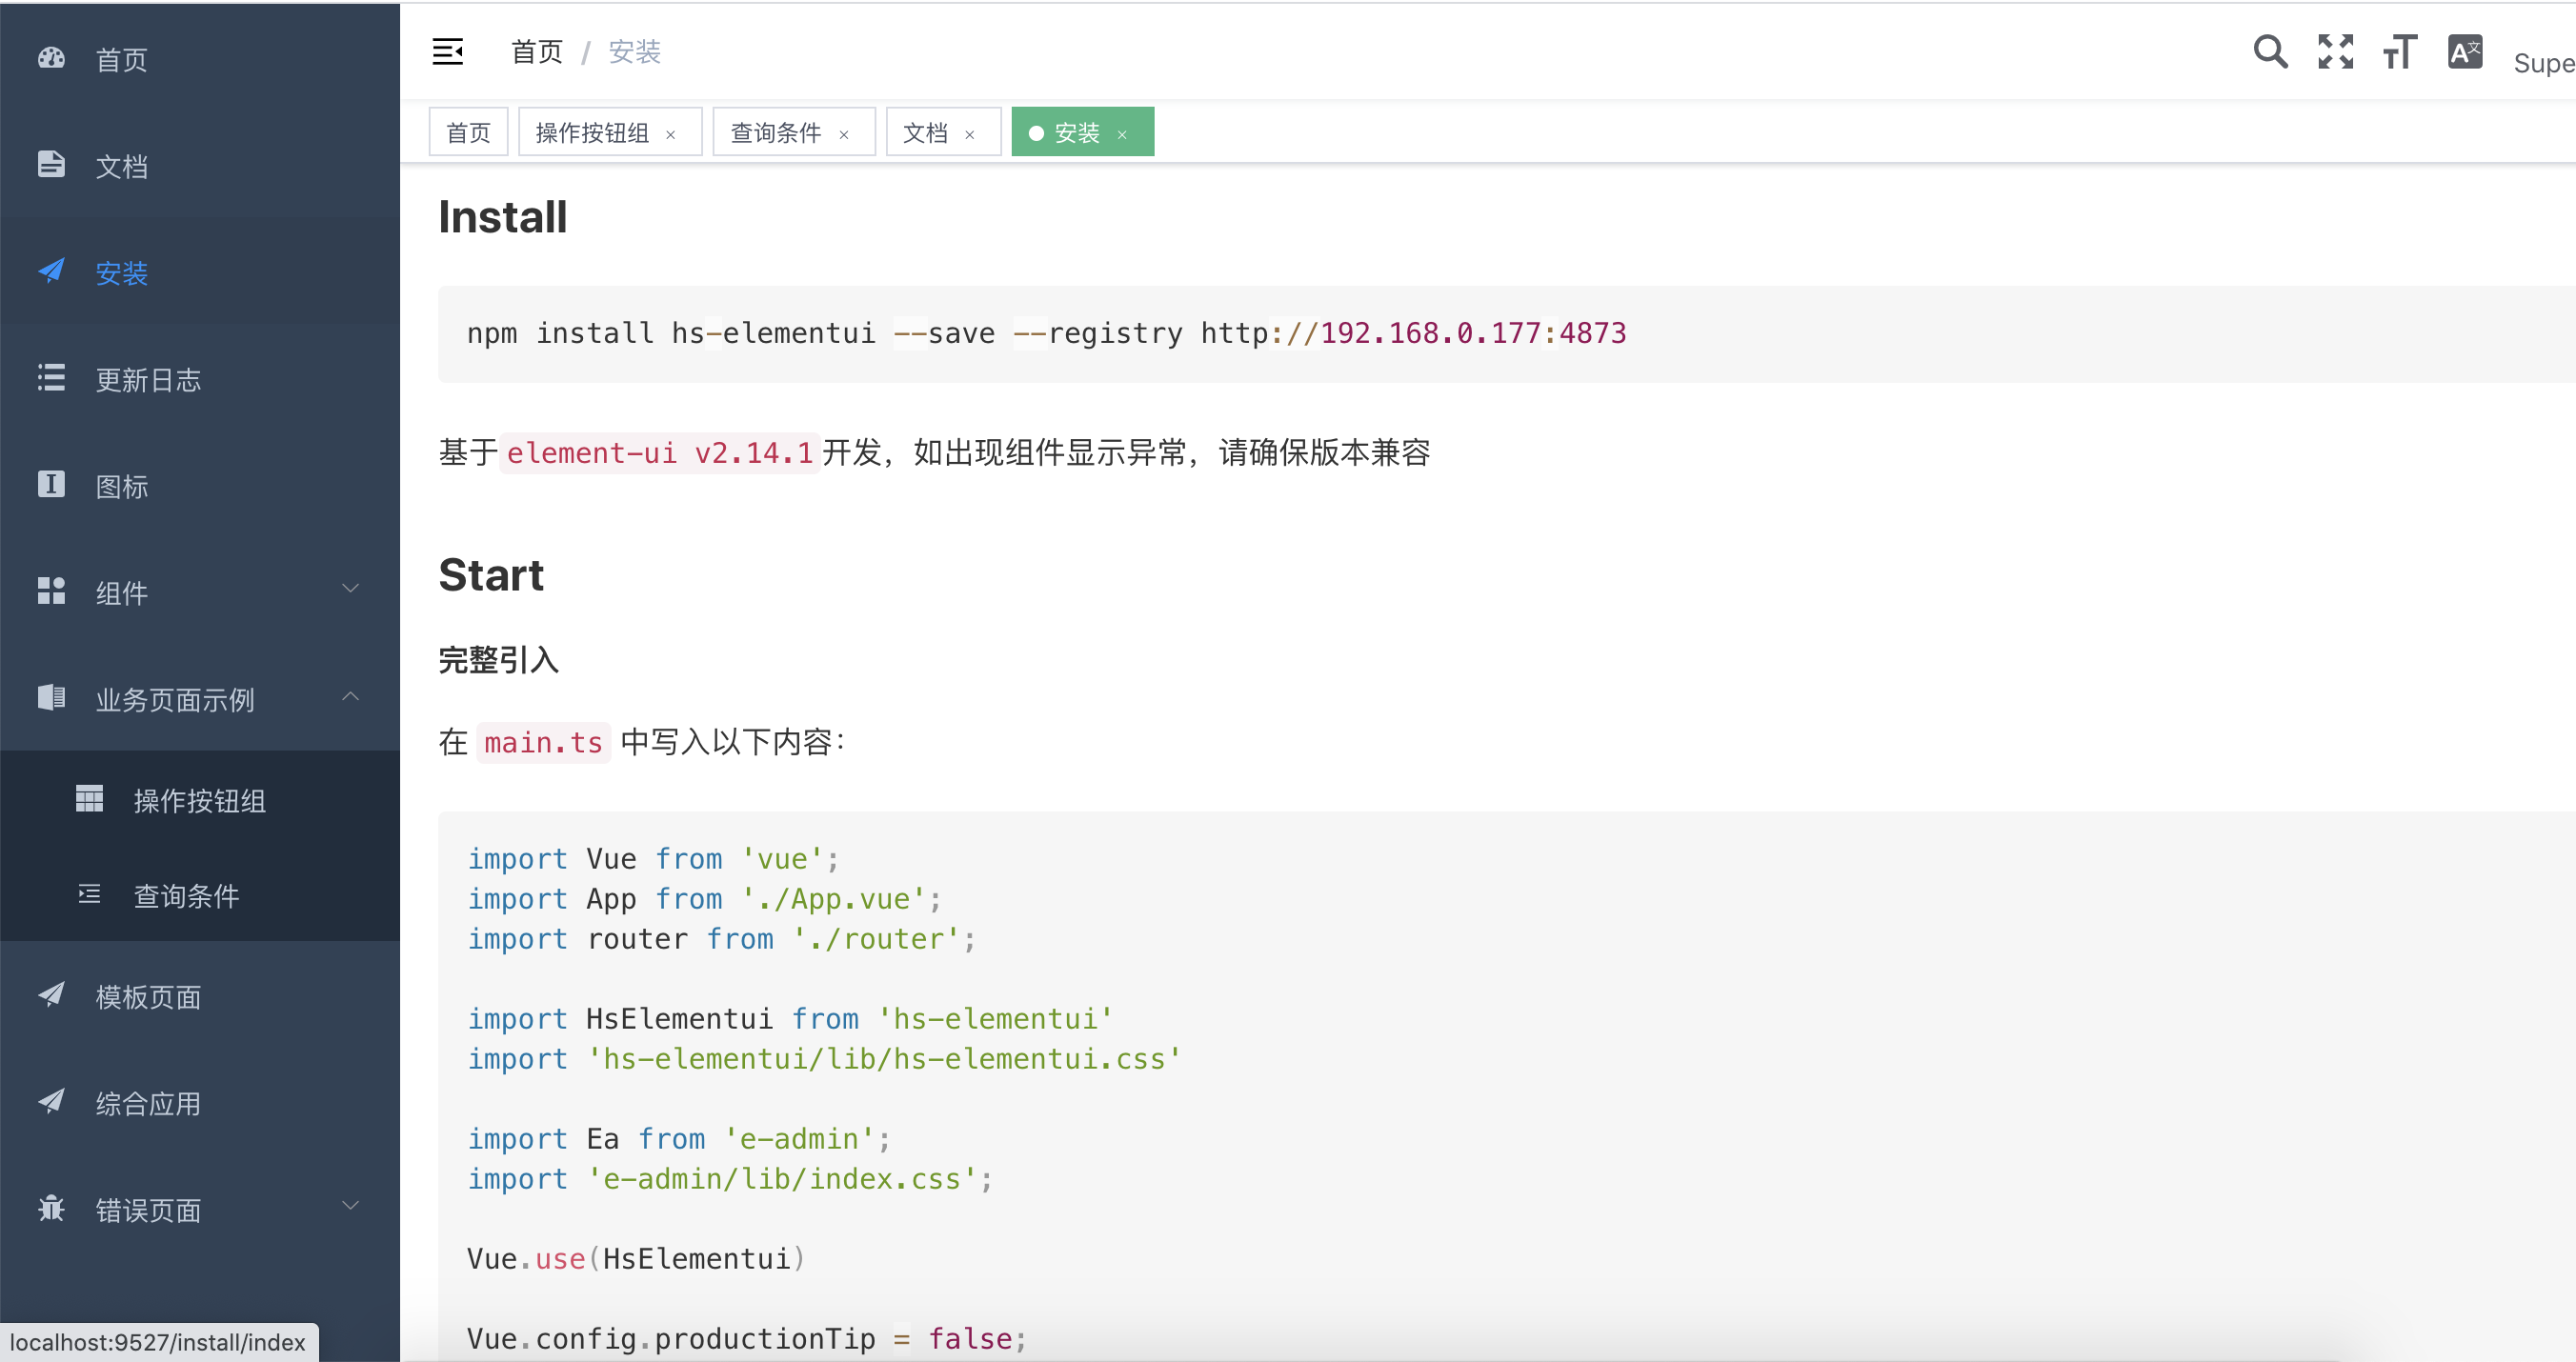 首页
文档
安装
更新日志
图标
组件
业务页面示例
操作按钮组
查询条件
模板页面
综合应用
错误页面
localhost:9527/install/index
首页 / 安装
Supe
首页
操作按钮组 ×
查询条件 ×
文档 ×
安装 ×
Install
npm install hs-elementui --save --registry http://192.168.0.177:4873
基于 element-ui v2.14.1 开发，如出现组件显示异常，请确保版本兼容
Start
完整引入
在 main.ts 中写入以下内容：
import Vue from 'vue';
import App from './App.vue';
import router from './router';
import HsElementui from 'hs-elementui'
import 'hs-elementui/lib/hs-elementui.css'
import Ea from 'e-admin';
import 'e-admin/lib/index.css';
Vue.use(HsElementui)
Vue.config.productionTip = false;